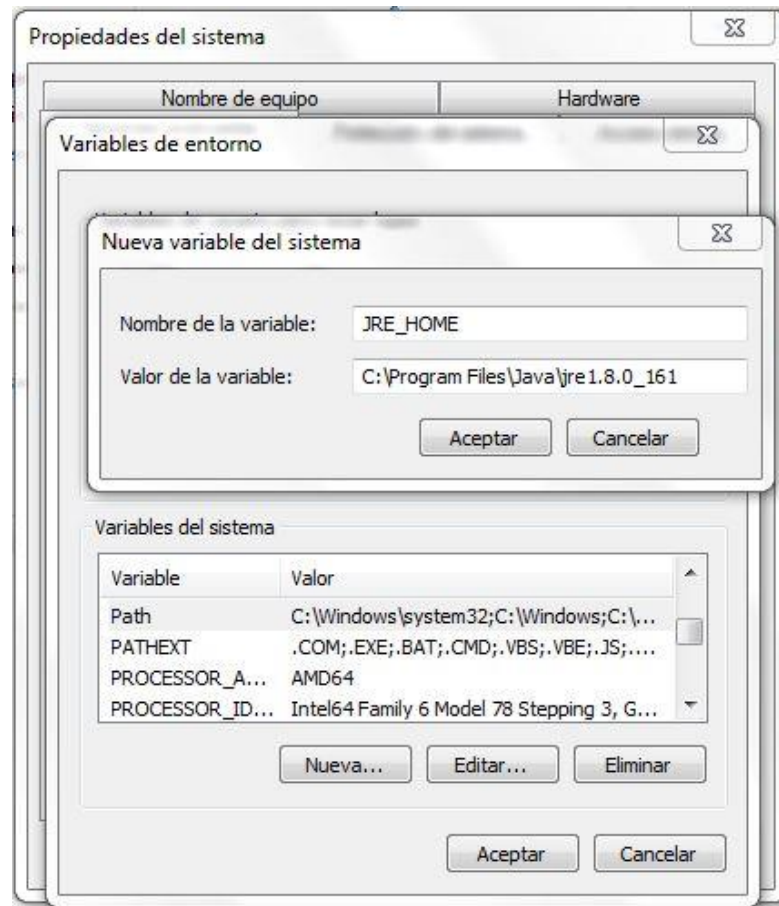 Propiedades del sistema
Nombre de equipo Hardware
Variables de entorno
Nueva variable del sistema
Nombre de la variable: JRE_HOME
Valor de la variable: C:\Program Files\Java\jre1.8.0_161
Aceptar Cancelar
Variables del sistema
Variable Valor
Path C:\Windows\system32;C:\Windows;C:\...
PATHEXT .COM;.EXE;.BAT;.CMD;.VBS;.VBE;.JS;....
PROCESSOR_A... AMD64
PROCESSOR_ID... Intel64 Family 6 Model 78 Stepping 3, G...
Nueva... Editar... Eliminar
Aceptar Cancelar